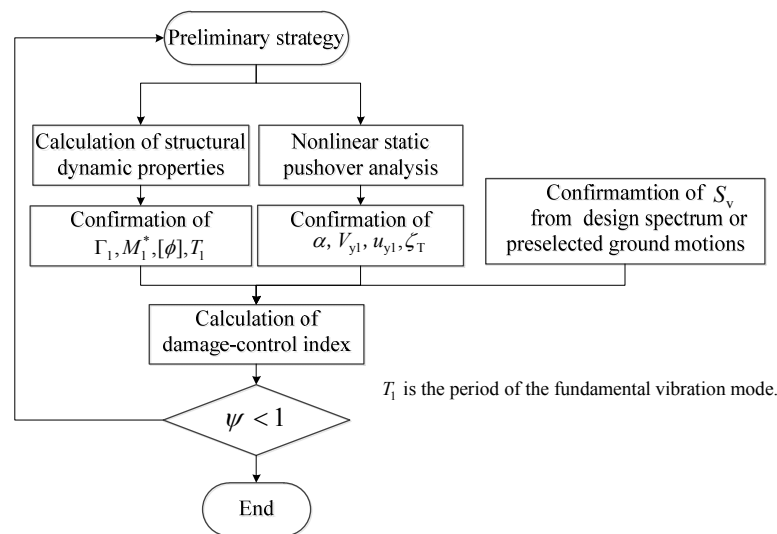 Preliminary strategy
Calculation of structural
dynamic properties
Nonlinear static
pushover analysis
Confirmamtion of S_v
from design spectrum or
preselected ground motions
Confirmation of
Γ_1, M_1^*, [ϕ], T_1
Confirmation of
α, V_y1, u_y1, ζ_T
Calculation of
damage-control index
T_1 is the period of the fundamental vibration mode.
ψ < 1
End